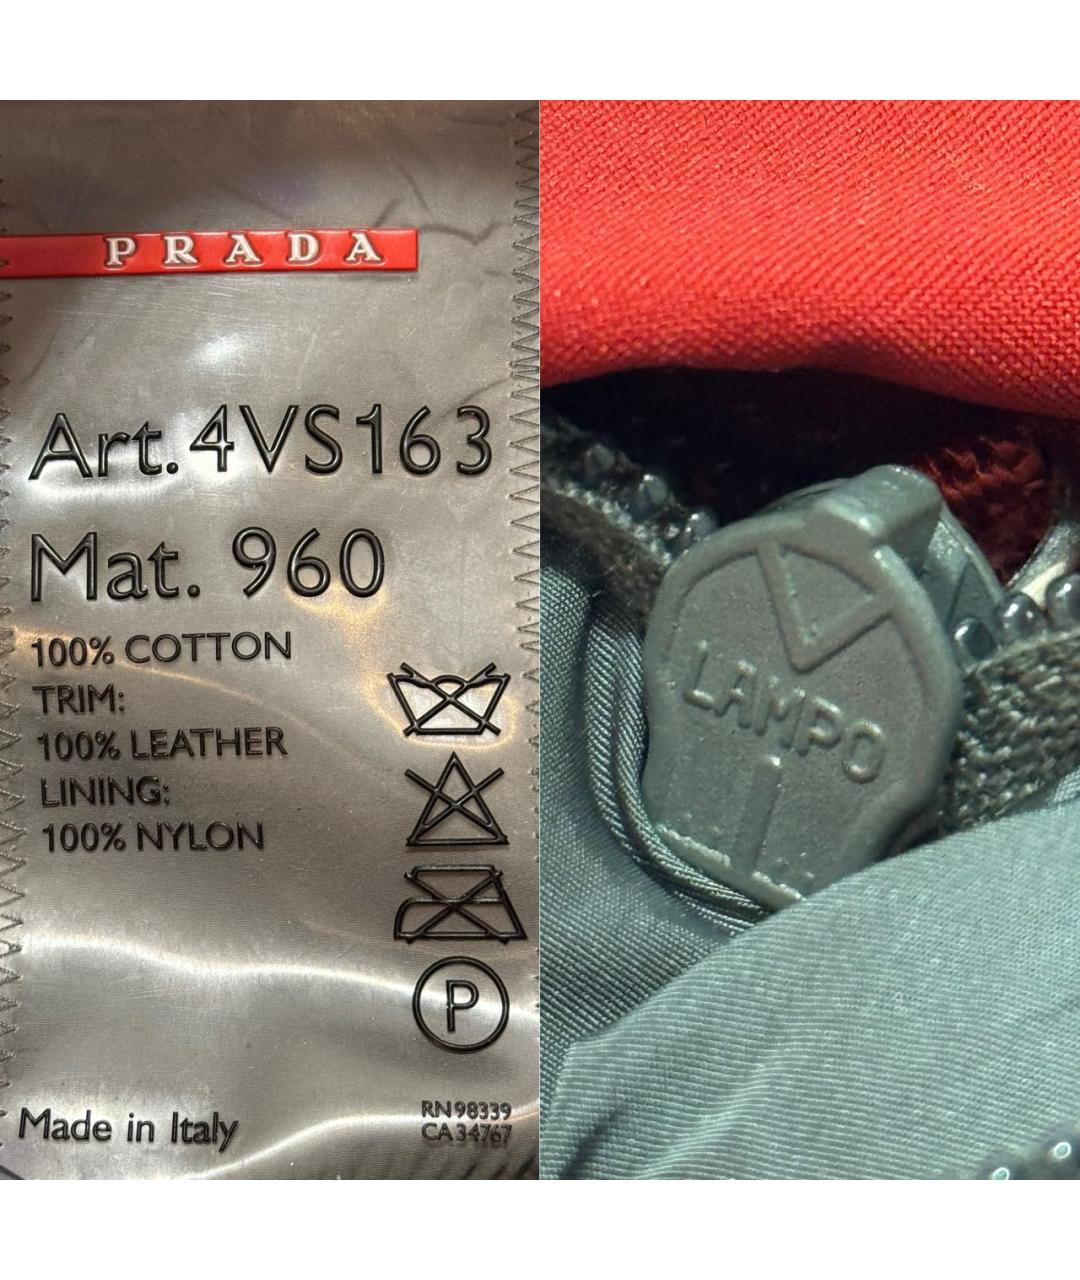 PRADA
Art. 4VS163
Mat. 960
100% COTTON
TRIM:
100% LEATHER
LINING:
100% NYLON
P
Made in Italy
RN 98339
CA 34767
LAMPO